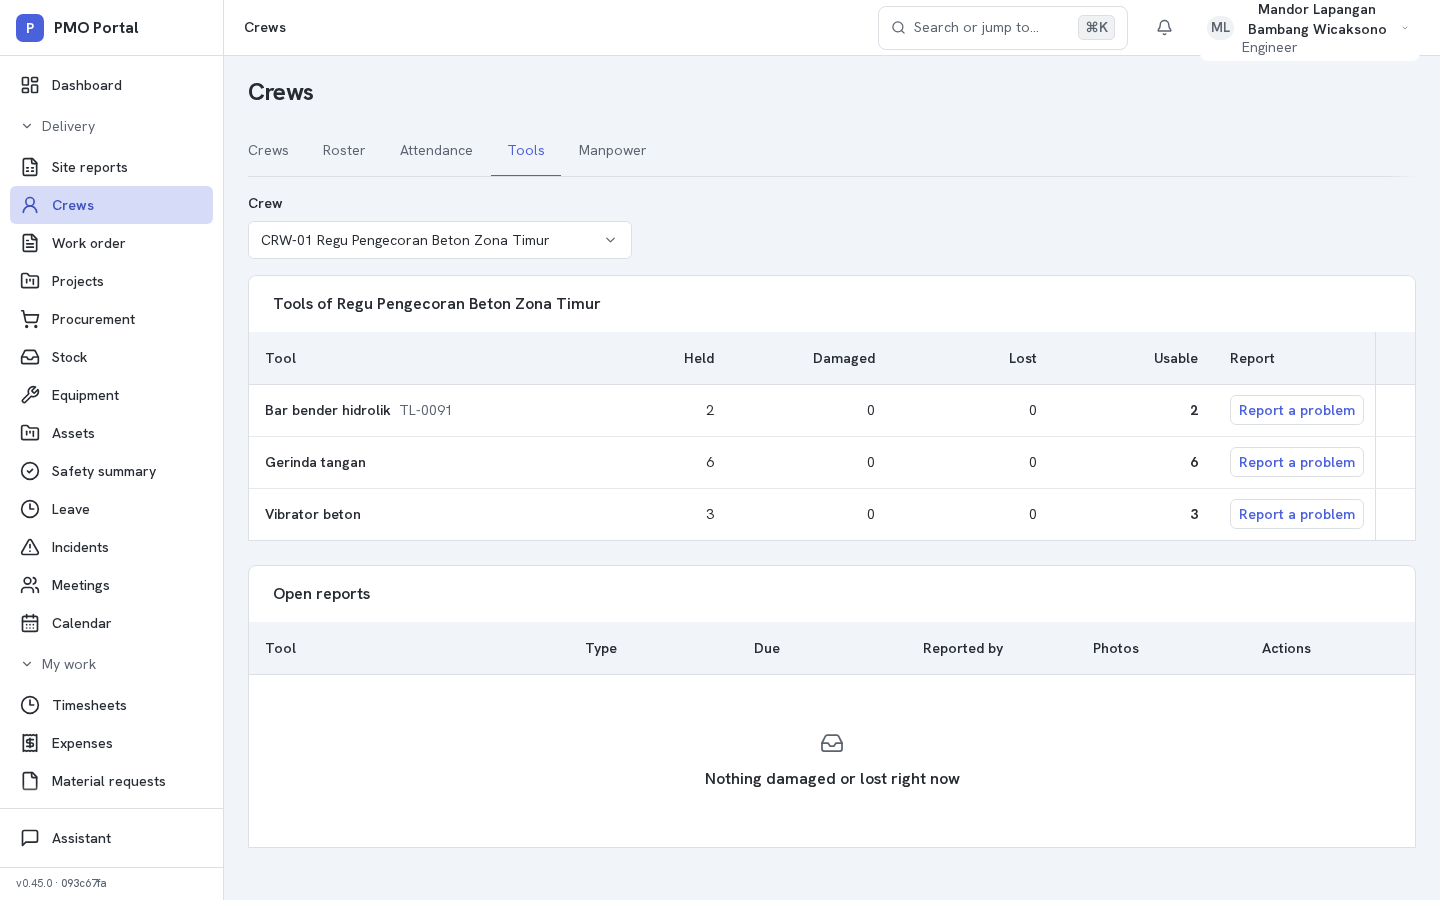 P PMO Portal
Crews
Search or jump to...
⌘K
ML
Mandor Lapangan
Bambang Wicaksono
Engineer
Dashboard
Delivery
Site reports
Crews
Work order
Projects
Procurement
Stock
Equipment
Assets
Safety summary
Leave
Incidents
Meetings
Calendar
My work
Timesheets
Expenses
Material requests
Assistant
v0.45.0 · 093c67fa
Crews
Crews Roster Attendance Tools Manpower
Crew
CRW-01 Regu Pengecoran Beton Zona Timur
Tools of Regu Pengecoran Beton Zona Timur
Tool Held Damaged Lost Usable Report
Bar bender hidrolik TL-0091 2 0 0 2 Report a problem
Gerinda tangan 6 0 0 6 Report a problem
Vibrator beton 3 0 0 3 Report a problem
Open reports
Tool Type Due Reported by Photos Actions
Nothing damaged or lost right now